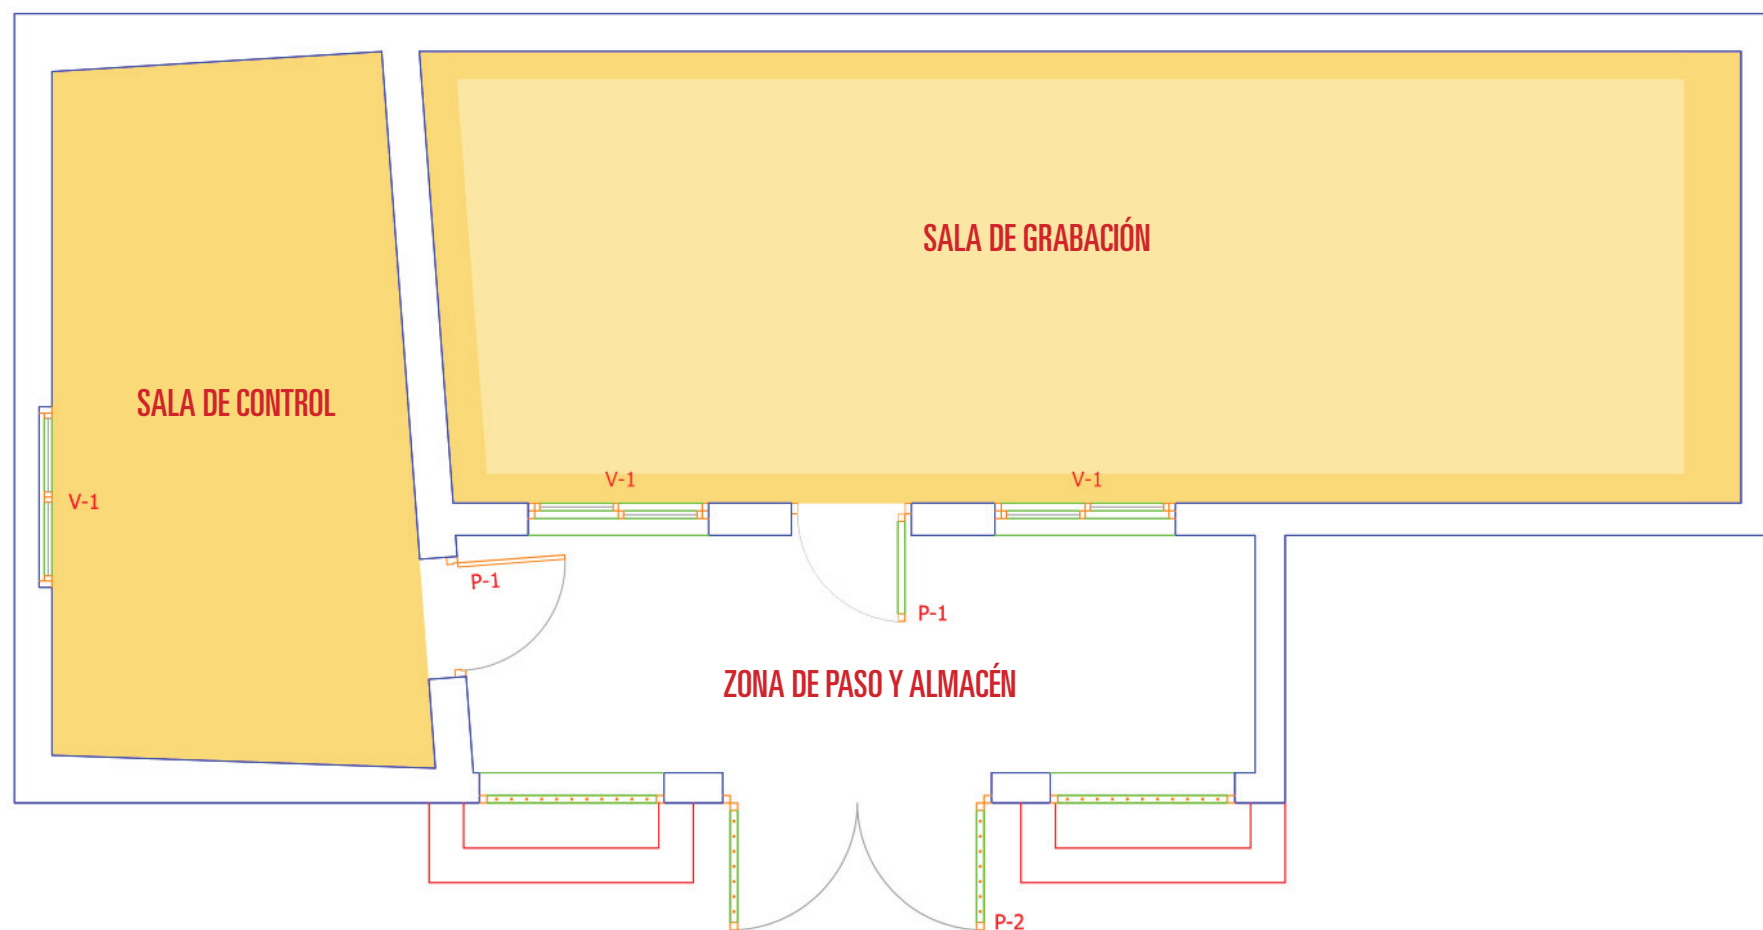 SALA DE GRABACIÓN
SALA DE CONTROL
V-1
V-1
V-1
P-1
P-1
ZONA DE PASO Y ALMACÉN
P-2